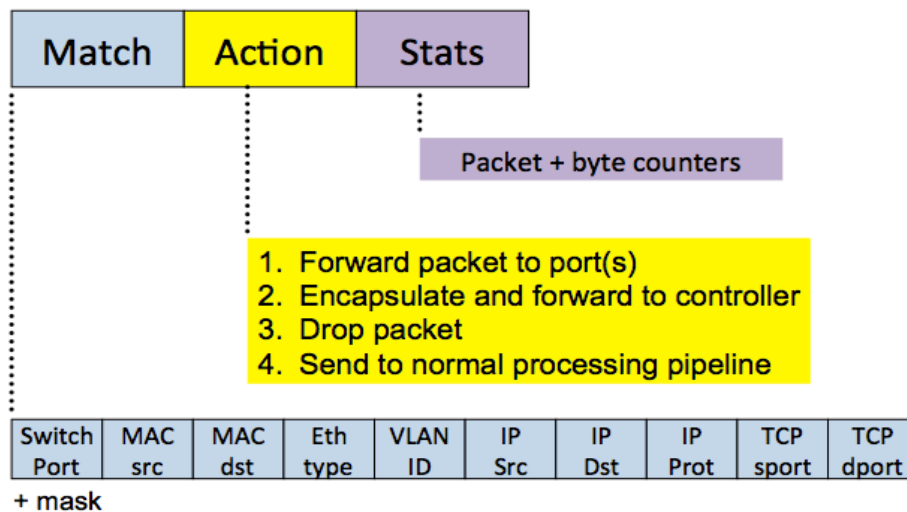 Match Action Stats
Packet + byte counters
1. Forward packet to port(s)
2. Encapsulate and forward to controller
3. Drop packet
4. Send to normal processing pipeline
Switch MAC MAC Eth VLAN IP IP IP TCP TCP
Port src dst type ID Src Dst Prot sport dport
+ mask